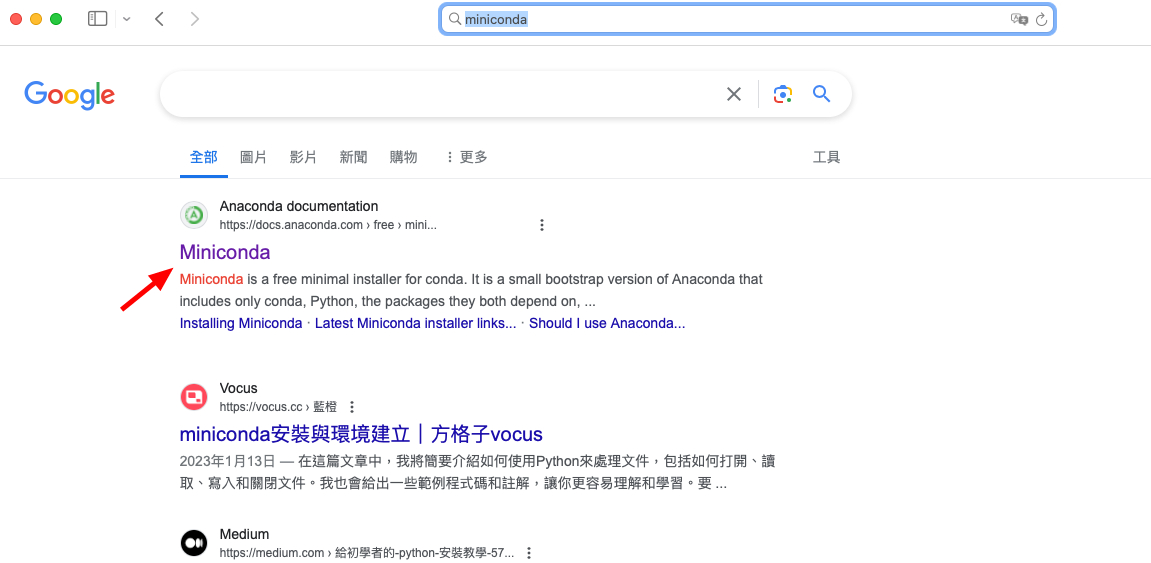 miniconda
Google
全部 圖片 影片 新聞 購物 更多 工具
Anaconda documentation
https://docs.anaconda.com › free › mini...
Miniconda
Miniconda is a free minimal installer for conda. It is a small bootstrap version of Anaconda that
includes only conda, Python, the packages they both depend on, ...
Installing Miniconda · Latest Miniconda installer links... · Should I use Anaconda...
Vocus
https://vocus.cc › 藍橙
miniconda安裝與環境建立｜方格子vocus
2023年1月13日 — 在這篇文章中，我將簡要介紹如何使用Python來處理文件，包括如何打開、讀
取、寫入和關閉文件。我也會給出一些範例程式碼和註解，讓你更容易理解和學習。要 ...
Medium
https://medium.com › 給初學者的-python-安裝教學-57...